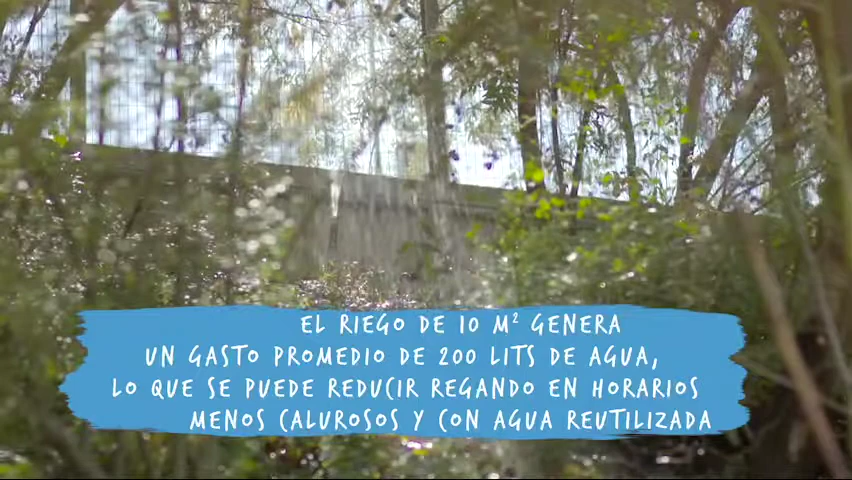 EL RIEGO DE 10 M² GENERA
UN GASTO PROMEDIO DE 200 LITS DE AGUA,
LO QUE SE PUEDE REDUCIR REGANDO EN HORARIOS
MENOS CALUROSOS Y CON AGUA REUTILIZADA